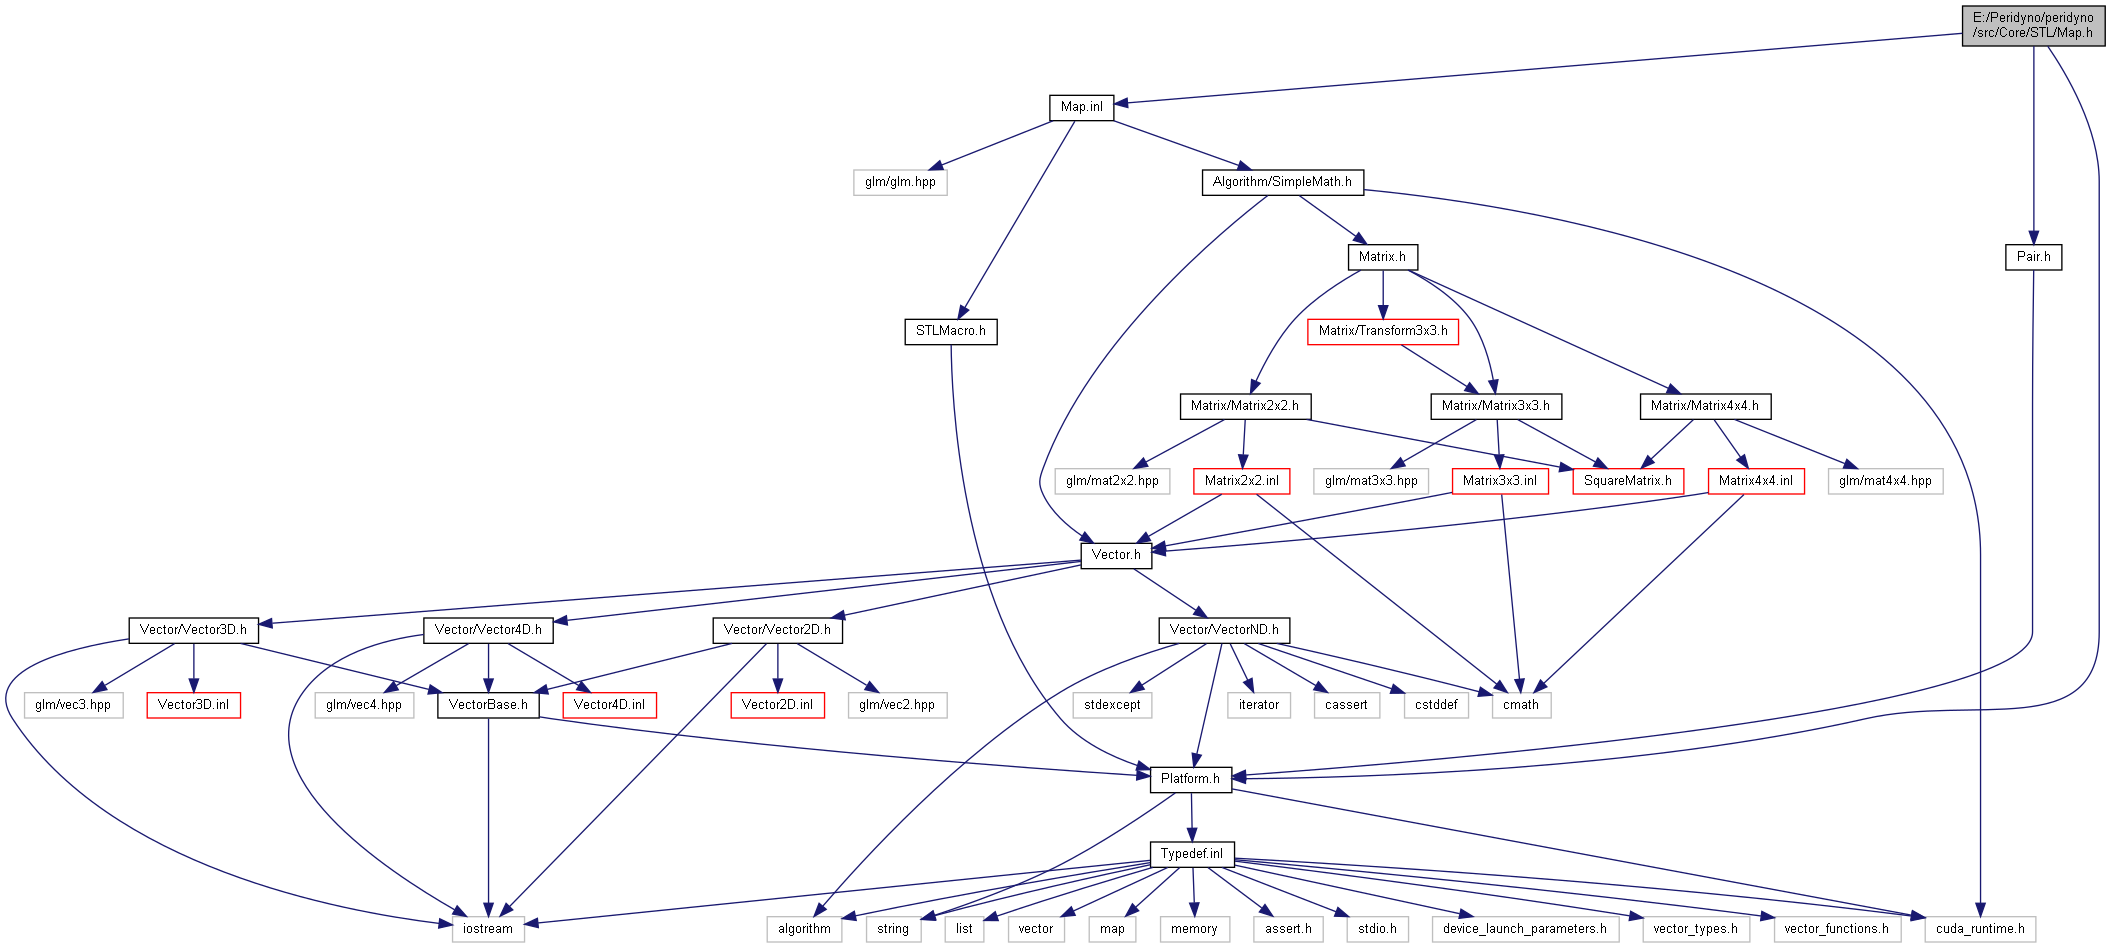 E:/Peridyno/peridyno
/src/Core/STL/Map.h
Map.inl
glm/glm.hpp
Algorithm/SimpleMath.h
Matrix.h
Pair.h
STLMacro.h
Matrix/Transform3x3.h
Matrix/Matrix2x2.h
Matrix/Matrix3x3.h
Matrix/Matrix4x4.h
glm/mat2x2.hpp
Matrix2x2.inl
glm/mat3x3.hpp
Matrix3x3.inl
SquareMatrix.h
Matrix4x4.inl
glm/mat4x4.hpp
Vector.h
Vector/Vector3D.h
Vector/Vector4D.h
Vector/Vector2D.h
Vector/VectorND.h
glm/vec3.hpp
Vector3D.inl
glm/vec4.hpp
VectorBase.h
Vector4D.inl
Vector2D.inl
glm/vec2.hpp
stdexcept
iterator
cassert
cstddef
cmath
Platform.h
Typedef.inl
iostream
algorithm
string
list
vector
map
memory
assert.h
stdio.h
device_launch_parameters.h
vector_types.h
vector_functions.h
cuda_runtime.h